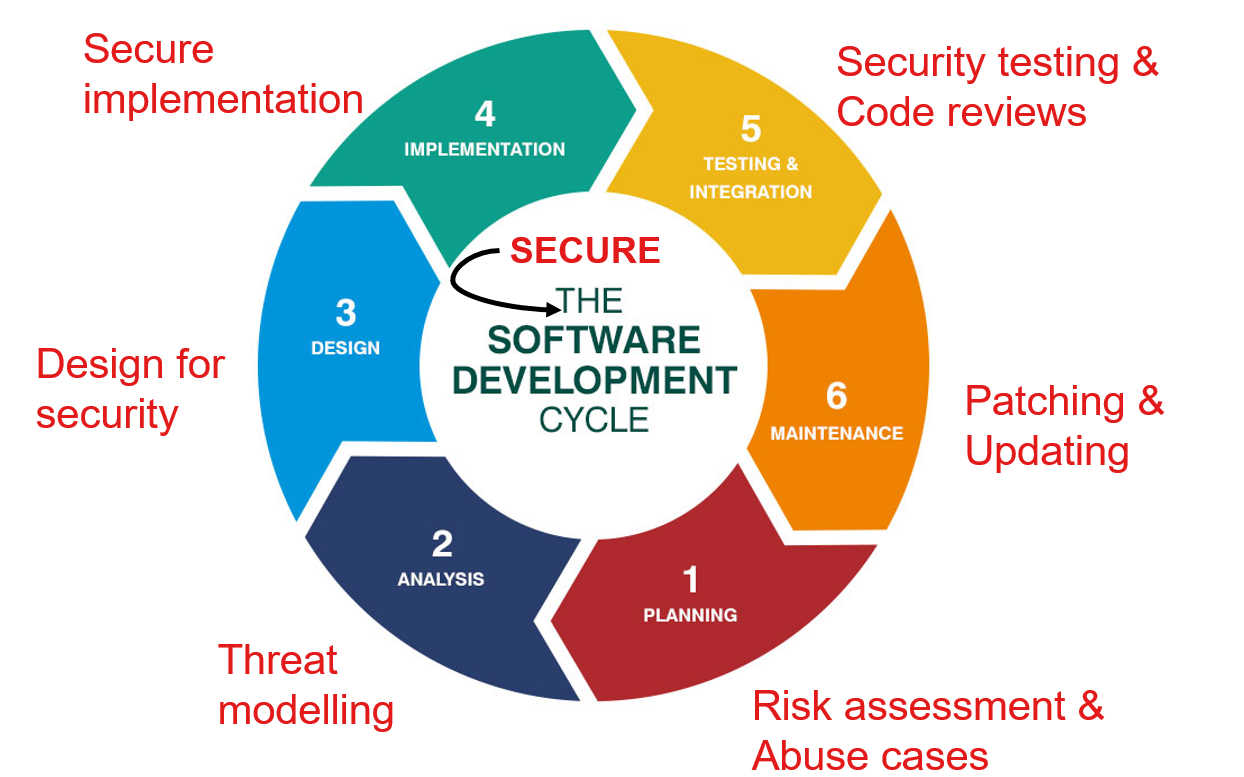 Secure
implementation
Security testing &
Code reviews
4
IMPLEMENTATION
5
TESTING &
INTEGRATION
SECURE
THE
SOFTWARE
DEVELOPMENT
CYCLE
3
DESIGN
Design for
security
6
MAINTENANCE
Patching &
Updating
2
ANALYSIS
1
PLANNING
Threat
modelling
Risk assessment &
Abuse cases